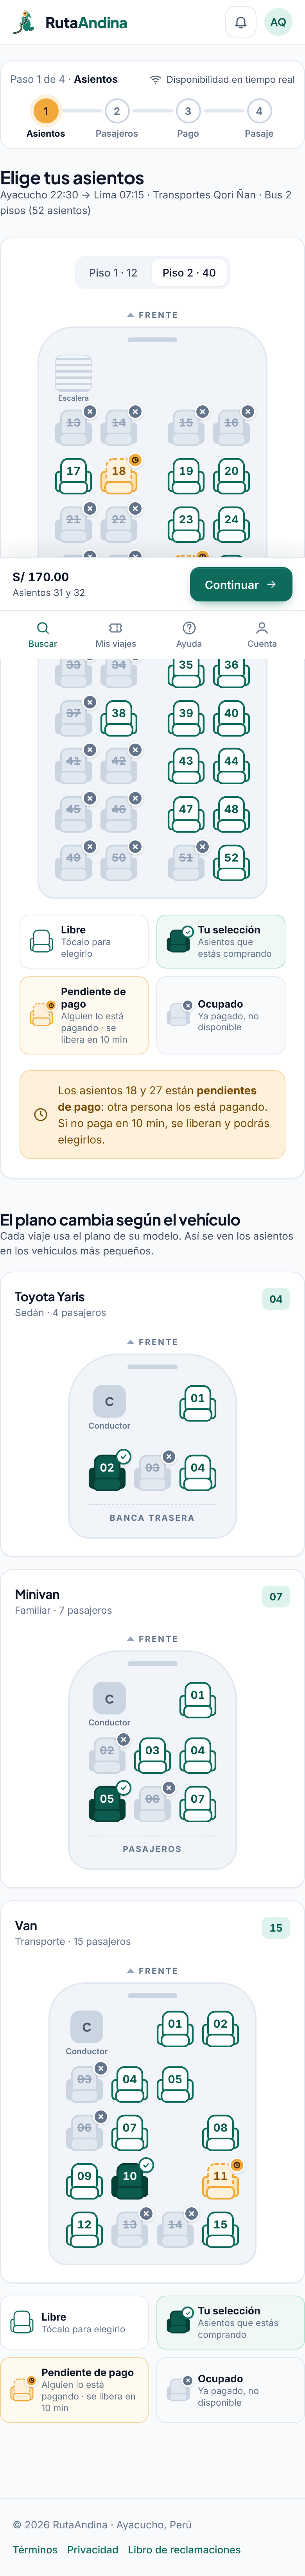 RutaAndina
AQ
Paso 1 de 4 · Asientos
Disponibilidad en tiempo real
1 2 3 4
Asientos Pasajeros Pago Pasaje
Elige tus asientos
Ayacucho 22:30 → Lima 07:15 · Transportes Qori Ñan · Bus 2
pisos (52 asientos)
Piso 1 · 12 Piso 2 · 40
FRENTE
Escalera
13 14 15 16
17 18 19 20
21 22 23 24
S/ 170.00
Asientos 31 y 32
Continuar →
Buscar Mis viajes Ayuda Cuenta
33 34 35 36
37 38 39 40
41 42 43 44
45 46 47 48
49 50 51 52
Libre
Tócalo para
elegirlo
Tu selección
Asientos que
estás comprando
Pendiente de
pago
Alguien lo está
pagando · se
libera en 10 min
Ocupado
Ya pagado, no
disponible
Los asientos 18 y 27 están pendientes
de pago: otra persona los está pagando.
Si no paga en 10 min, se liberan y podrás
elegirlos.
El plano cambia según el vehículo
Cada viaje usa el plano de su modelo. Así se ven los asientos
en los vehículos más pequeños.
Toyota Yaris
Sedán · 4 pasajeros
04
FRENTE
C 01
Conductor
02 03 04
BANCA TRASERA
Minivan
Familiar · 7 pasajeros
07
FRENTE
C 01
Conductor
02 03 04
05 06 07
PASAJEROS
Van
Transporte · 15 pasajeros
15
FRENTE
C 01 02
Conductor
03 04 05
06 07 08
09 10 11
12 13 14 15
Libre
Tócalo para elegirlo
Tu selección
Asientos que estás
comprando
Pendiente de pago
Alguien lo está
pagando · se libera en
10 min
Ocupado
Ya pagado, no
disponible
© 2026 RutaAndina · Ayacucho, Perú
Términos Privacidad Libro de reclamaciones